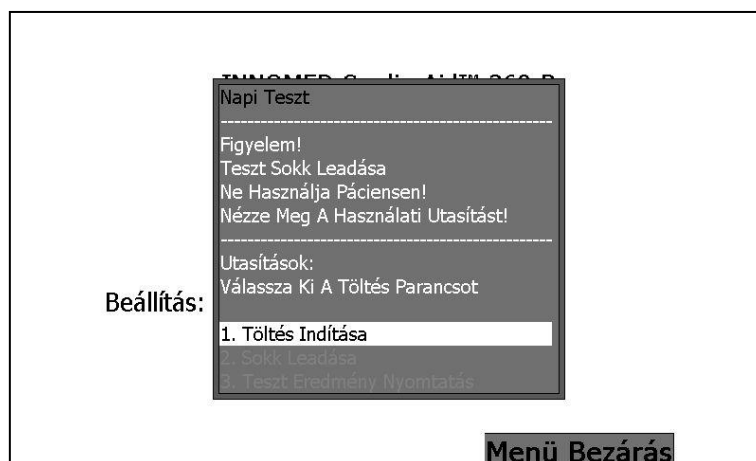 Napi Teszt
Figyelem!
Teszt Sokk Leadása
Ne Használja Páciensen!
Nézze Meg A Használati Utasítást!
Utasítások:
Válassza Ki A Töltés Parancsot
Beállítás:
1. Töltés Indítása
2. Sokk Leadása
3. Teszt Eredmény Nyomtatás
Menü Bezárás